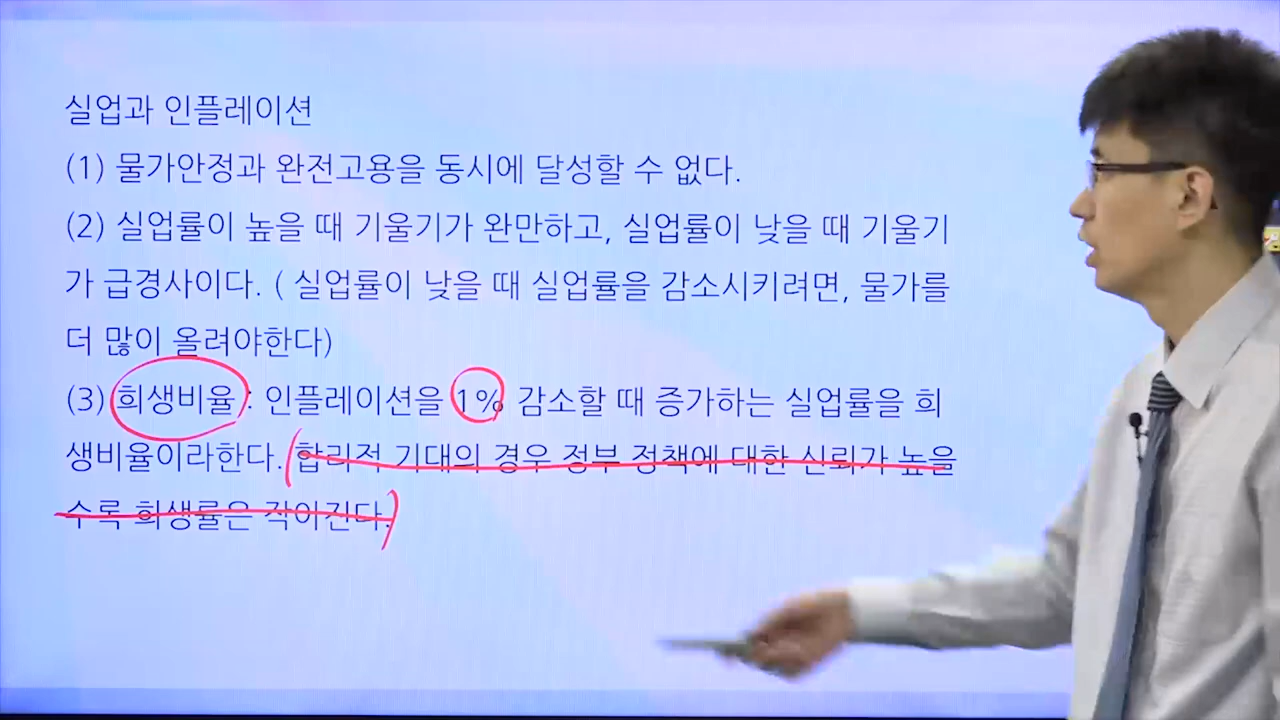 실업과 인플레이션
(1) 물가안정과 완전고용을 동시에 달성할 수 없다.
(2) 실업률이 높을 때 기울기가 완만하고, 실업률이 낮을 때 기울기
가 급경사이다. ( 실업률이 낮을 때 실업률을 감소시키려면, 물가를
더 많이 올려야한다)
(3) 희생비율 : 인플레이션을 1% 감소할 때 증가하는 실업률을 희
생비율이라한다. (합리적 기대의 경우 정부 정책에 대한 신뢰가 높을
수록 희생률은 작아진다.)